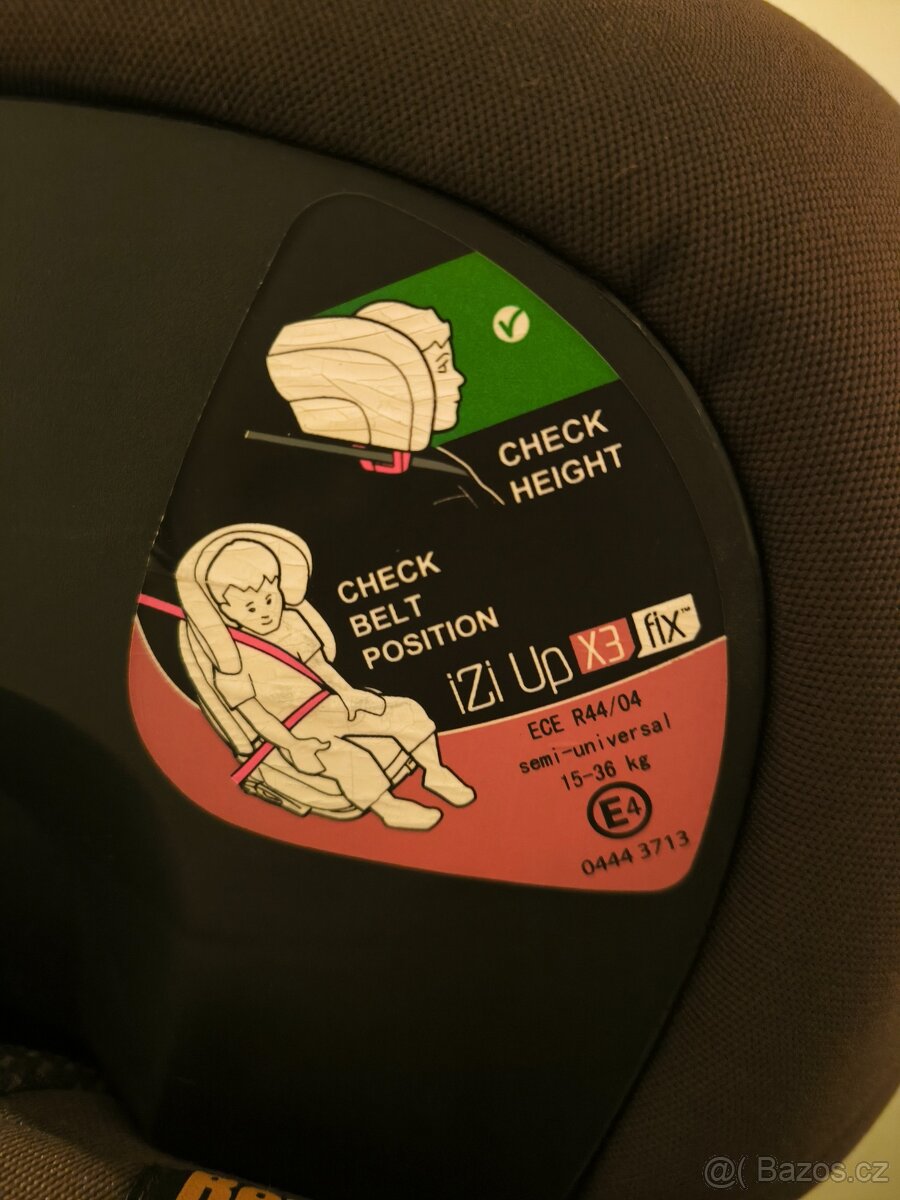 CHECK
HEIGHT
CHECK
BELT
POSITION
iZi Up X3 fix™
ECE R44/04
semi-universal
15-36 kg
E4
0444 3713
@( Bazos.cz